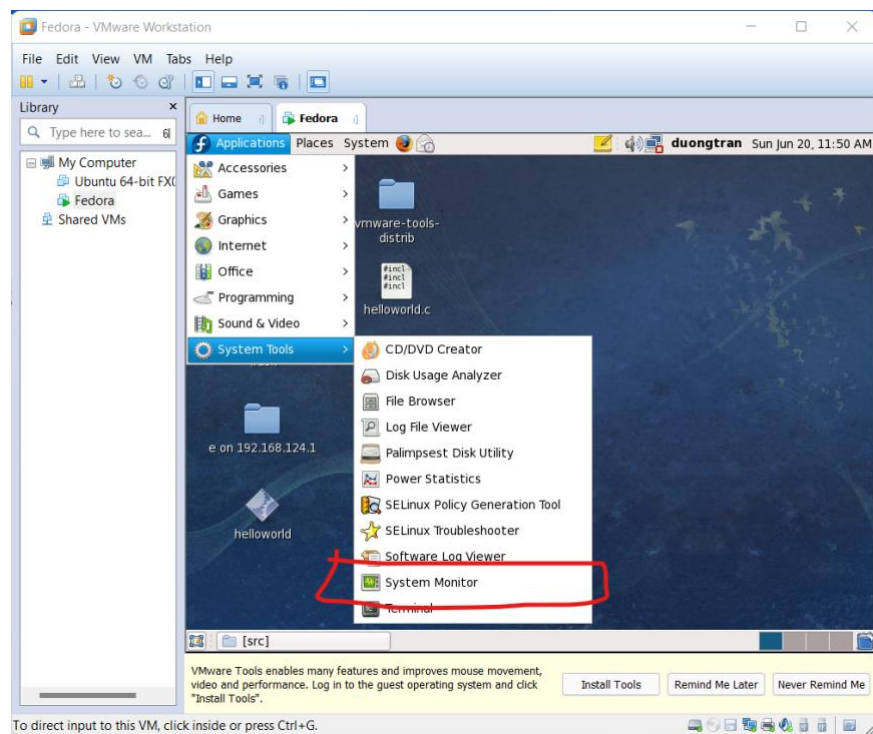 Fedora - VMware Workstation
File Edit View VM Tabs Help
Library
Type here to sea...
My Computer
Ubuntu 64-bit FX(
Fedora
Shared VMs
Home
Fedora
Applications Places System
duongtran Sun Jun 20, 11:50 AM
Accessories
Games
Graphics
Internet
Office
Programming
Sound & Video
System Tools
vmware-tools-
distrib
#incl
#incl
#incl
helloworld.c
CD/DVD Creator
Disk Usage Analyzer
File Browser
Log File Viewer
Palimpsest Disk Utility
Power Statistics
SELinux Policy Generation Tool
SELinux Troubleshooter
Software Log Viewer
System Monitor
Terminal
e on 192.168.124.1
helloworld
[src]
VMware Tools enables many features and improves mouse movement,
video and performance. Log in to the guest operating system and click
"Install Tools".
Install Tools
Remind Me Later
Never Remind Me
To direct input to this VM, click inside or press Ctrl+G.